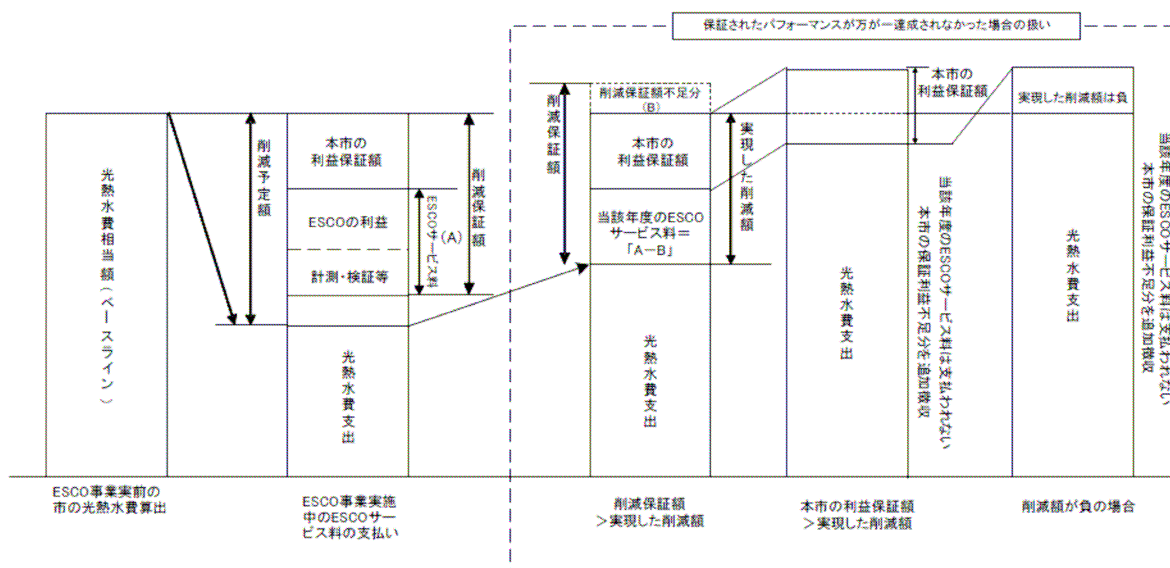 保証されたパフォーマンスが万が一達成されなかった場合の扱い
光熱水費相当額(ベースライン)
削減予定額
本市の
利益保証額
ESCOの利益
計測・検証等
光熱水費支出
ESCOサービス料
(A)
削減保証額
削減保証額
削減保証額不足分
(B)
本市の
利益保証額
当該年度のESCO
サービス料=
「A-B」
光熱水費支出
実現した削減額
光熱水費支出
本市の
利益保証額
当該年度のESCOサービス料は支払われない
本市の保証利益不足分を追加徴収
実現した削減額は負
光熱水費支出
当該年度のESCOサービス料は支払われない
本市の保証利益不足分を追加徴収
ESCO事業実前の
市の光熱水費算出
ESCO事業実施
中のESCOサー
ビス料の支払い
削減保証額
>実現した削減額
本市の利益保証額
>実現した削減額
削減額が負の場合